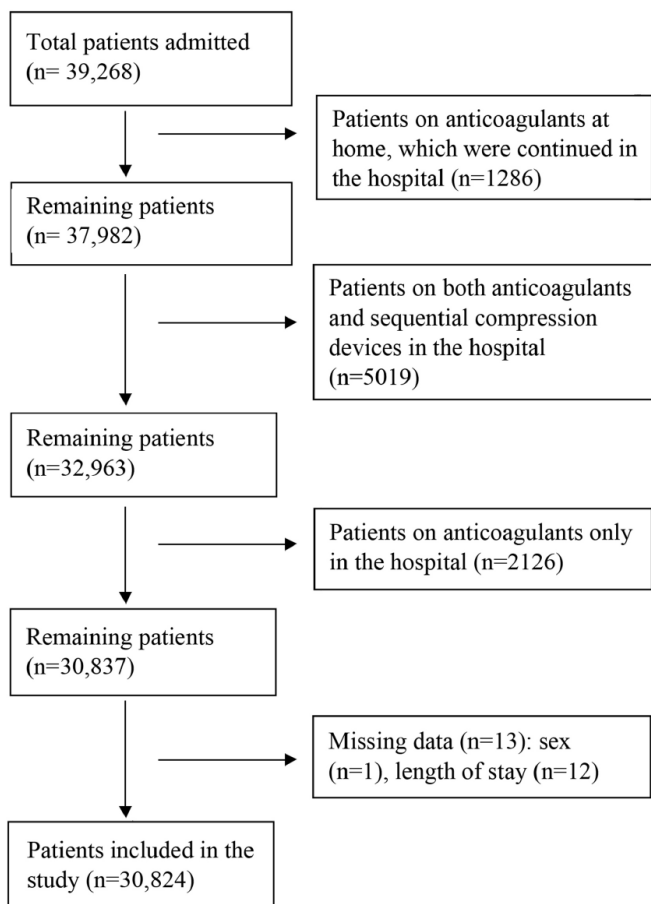 Total patients admitted
(n= 39,268)
Patients on anticoagulants at
home, which were continued in
the hospital (n=1286)
Remaining patients
(n= 37,982)
Patients on both anticoagulants
and sequential compression
devices in the hospital
(n=5019)
Remaining patients
(n=32,963)
Patients on anticoagulants only
in the hospital (n=2126)
Remaining patients
(n=30,837)
Missing data (n=13): sex
(n=1), length of stay (n=12)
Patients included in the
study (n=30,824)